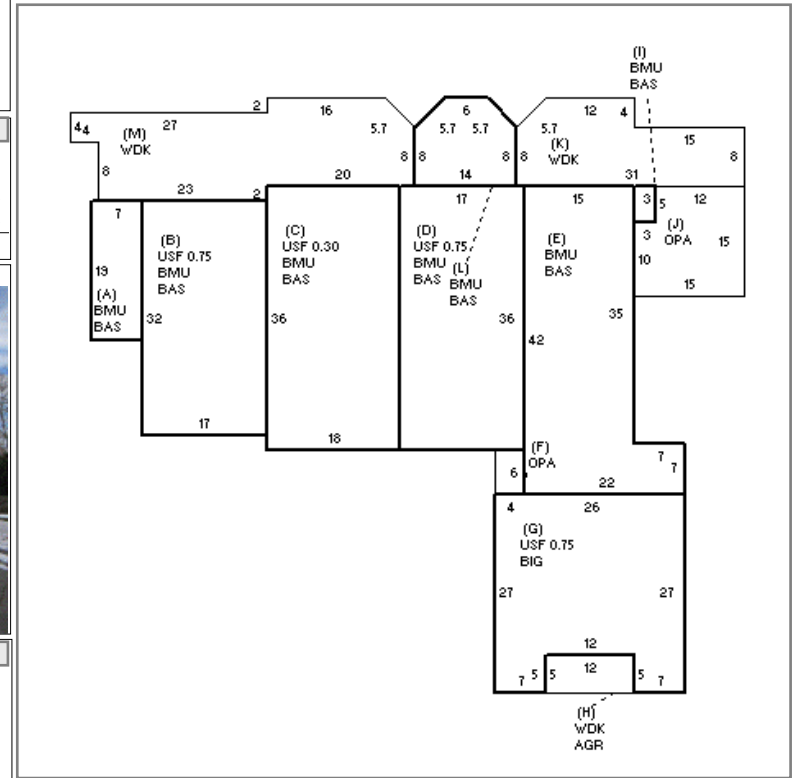 (I)
BMU
BAS
2
16
6
12
4
4
4
27
(M)
WDK
5.7
5.7
5.7
5.7
(K)
WDK
15
8
8
8
8
8
8
23
2
20
14
31
7
17
15
3
5
12
(B)
USF 0.75
BMU
BAS
(C)
USF 0.30
BMU
BAS
(D)
USF 0.75
BMU
BAS
(L)
BMU
BAS
(E)
BMU
BAS
3
(J)
OPA
15
10
15
19
(A)
BMU
BAS
32
36
36
35
42
17
18
(F)
OPA
6
7
7
22
4
26
(G)
USF 0.75
BIG
27
27
12
12
7
5
5
5
7
(H)
WDK
AGR